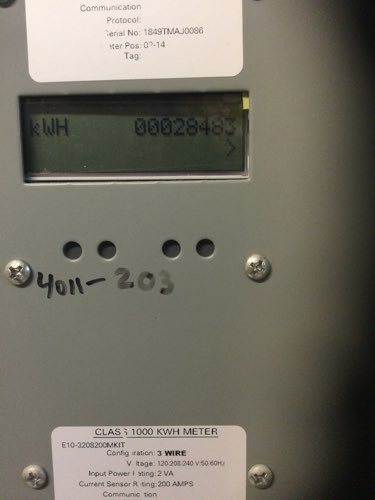 Communication
Protocol:
Serial No: 1849TMAJ0086
Meter Pos: 02-14
Tag:
kWH 00028483
>
4011-203
CLASS 1000 KWH METER
E10-3208200MKIT
Configuration: 3 WIRE
Voltage: 120/208.240 V:50-60Hz
Input Power Listing: 2 VA
Current Sensor Rating: 200 AMPS
Communication